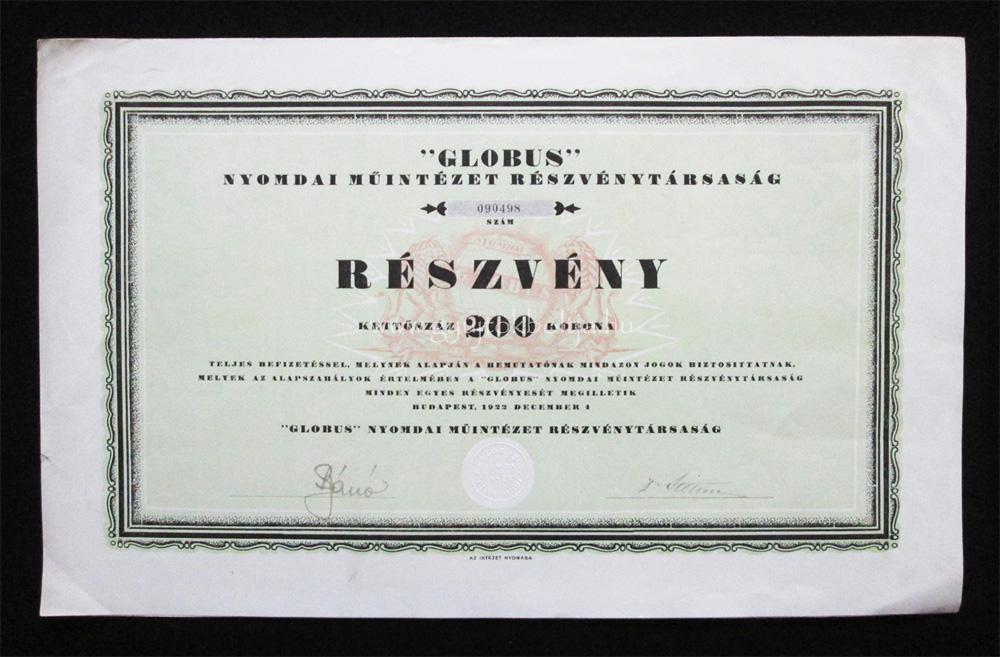 "GLOBUS"
NYOMDAI MŰINTÉZET RÉSZVÉNYTÁRSASÁG
090498
SZÁM
NYOMDAI
RÉSZVÉNY
KETTŐSZÁZ 200 KORONA
TELJES BEFIZETÉSSEL, MELYNEK ALAPJÁN A BEMUTATÓNAK MINDAZON JOGOK BIZTOSITTATNAK,
MELYEK AZ ALAPSZABÁLYOK ÉRTELMÉBEN A "GLOBUS" NYOMDAI MŰINTÉZET RÉSZVÉNYTÁRSASÁG
MINDEN EGYES RÉSZVÉNYESÉT MEGILLETIK
BUDAPEST, 1922 DECEMBER 4
"GLOBUS" NYOMDAI MŰINTÉZET RÉSZVÉNYTÁRSASÁG
Bánó
AZ INTÉZET NYOMÁSA